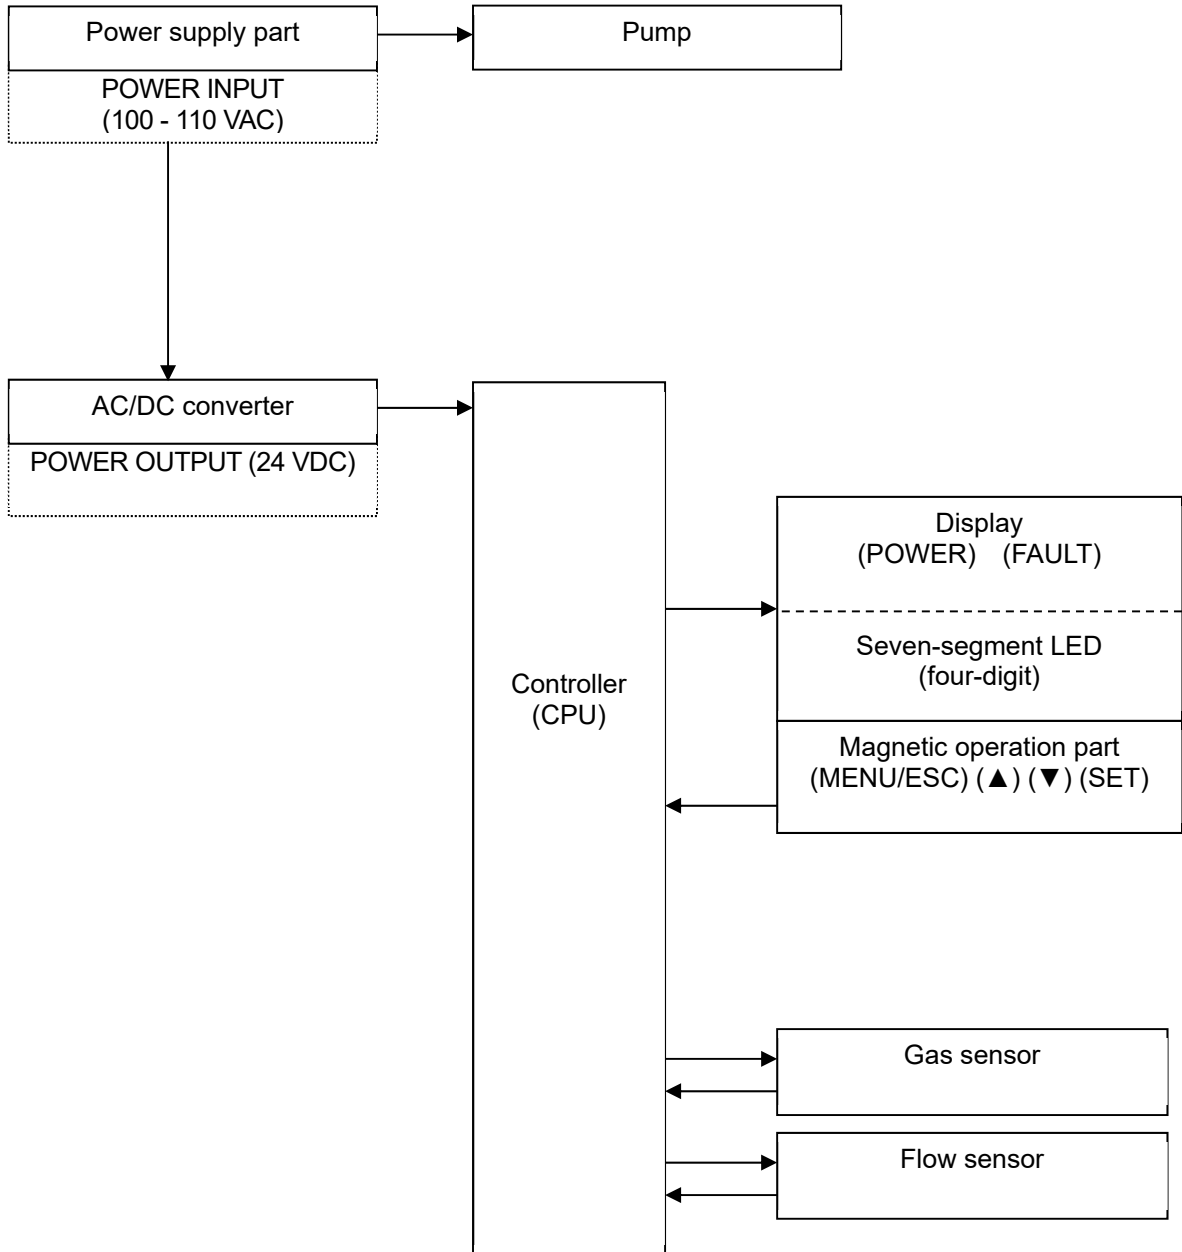 Power supply part
Pump
POWER INPUT
(100 - 110 VAC)
AC/DC converter
POWER OUTPUT (24 VDC)
Display
(POWER) (FAULT)
Seven-segment LED
(four-digit)
Controller
(CPU)
Magnetic operation part
(MENU/ESC) (▲) (▼) (SET)
Gas sensor
Flow sensor